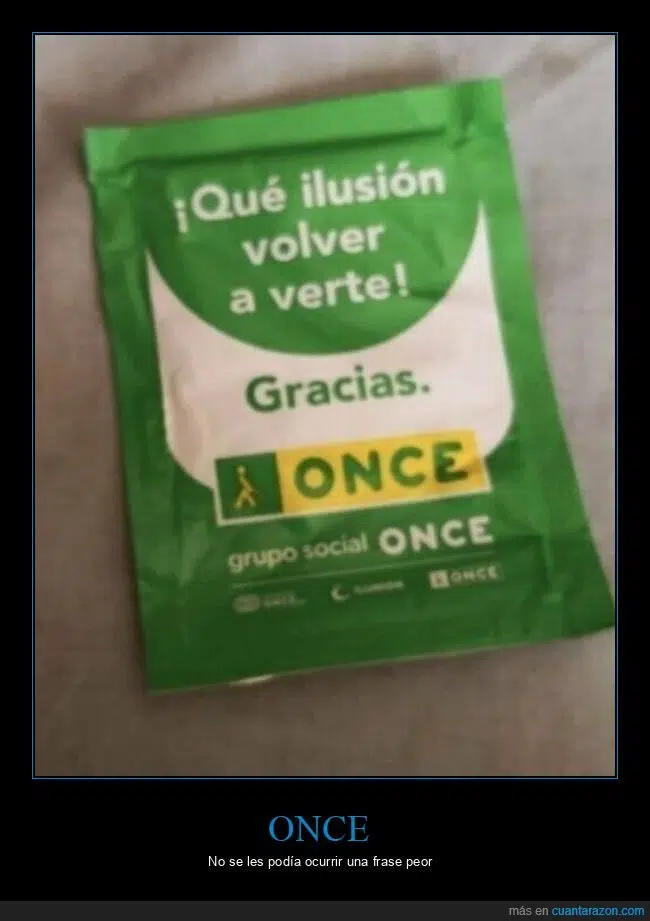 ¡Qué ilusión
volver
a verte!
Gracias.
ONCE
grupo social ONCE
ONCE
ONCE
No se les podía ocurrir una frase peor
más en cuantarazon.com